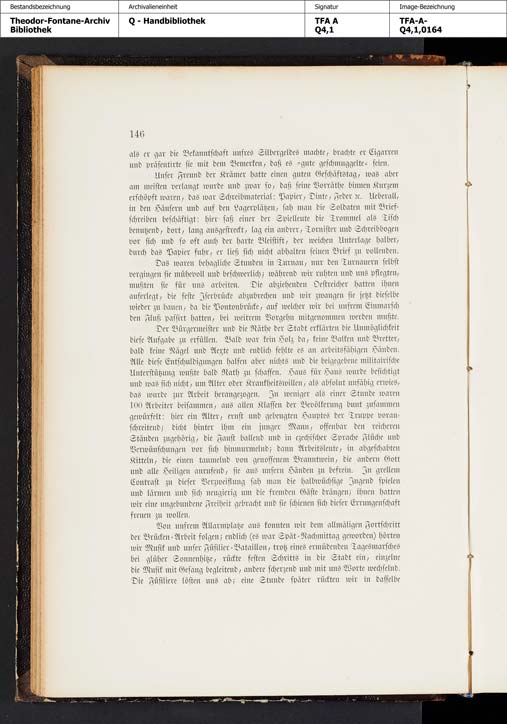 Bestandsbezeichnung
Theodor-Fontane-Archiv
Bibliothek
Archivalieneinheit
Q - Handbibliothek
Signatur
TFA A
Q4,1
Image-Bezeichnung
TFA-A-
Q4,1,0164
146
als er gar die Bekanntschaft unsres Silbergeldes machte, brachte er Cigarren
und präsentirte sie mit dem Bemerken, daß es »gute geschmuggelte« seien.
Unser Freund der Krämer hatte einen guten Geschäftstag, was aber
am meisten verlangt wurde und zwar so, daß seine Vorräthe binnen Kurzem
erschöpft waren, das war Schreibmaterial: Papier, Dinte, Feder ꝛc. Ueberall,
in den Häusern und auf den Lagerplätzen, sah man die Soldaten mit Brief-
schreiben beschäftigt: hier saß einer der Spielleute die Trommel als Tisch
benutzend, dort, lang ausgestreckt, lag ein andrer, Tornister und Schreibbogen
vor sich und so oft auch der harte Bleistift, der weichen Unterlage halber,
durch das Papier fuhr, er ließ sich nicht abhalten seinen Brief zu vollenden.
Das waren behagliche Stunden in Turnau, nur den Turnauern selbst
vergingen sie mühevoll und beschwerlich; während wir ruhten und uns pflegten,
mußten sie für uns arbeiten. Die abziehenden Oestreicher hatten ihnen
auferlegt, die feste Iserbrücke abzubrechen und wir zwangen sie jetzt dieselbe
wieder zu bauen, da die Pontonbrücke, auf welcher wir bei unsrem Einmarsch
den Fluß passirt hatten, bei weitrem Vorgehn mitgenommen werden mußte.
Der Bürgermeister und die Räthe der Stadt erklärten die Unmöglichkeit
diese Aufgabe zu erfüllen. Bald war kein Holz da, keine Balken und Bretter,
bald keine Nägel und Aexte und endlich fehlte es an arbeitsfähigen Händen.
Alle diese Entschuldigungen halfen aber nichts und die beigegebene militairische
Unterstützung wußte bald Rath zu schaffen. Haus für Haus wurde besichtigt
und was sich nicht, um Alter oder Krankheitswillen, als absolut unfähig erwies,
das wurde zur Arbeit herangezogen. In weniger als einer Stunde waren
100 Arbeiter beisammen, aus allen Klassen der Bevölkerung bunt zusammen
gewürfelt: hier ein Alter, ernst und gebeugten Hauptes der Truppe voran-
schreitend; dicht hinter ihm ein junger Mann, offenbar den reicheren
Ständen zugehörig, die Faust ballend und in czechischer Sprache Flüche und
Verwünschungen vor sich hinmurmelnd; dann Arbeitsleute, in abgeschabten
Kitteln, die einen taumelnd von genossenem Branntwein, die andern Gott
und alle Heiligen anrufend, sie aus unsern Händen zu befrein. In grellem
Contrast zu dieser Verzweiflung sah man die halbwüchsige Jugend spielen
und lärmen und sich neugierig um die fremden Gäste drängen; ihnen hatten
wir eine ungebundene Freiheit gebracht und sie schienen sich dieser Errungenschaft
freuen zu wollen.
Von unsrem Allarmplatze aus konnten wir dem allmäligen Fortschritt
der Brücken-Arbeit folgen; endlich (es war Spät-Nachmittag geworden) hörten
wir Musik und unser Füsilier-Bataillon, trotz eines ermüdenden Tagesmarsches
bei glüher Sonnenhitze, rückte festen Schritts in die Stadt ein, einzelne
die Musik mit Gesang begleitend, andere scherzend und mit uns Worte wechselnd.
Die Füsiliere lösten uns ab; eine Stunde später rückten wir in dasselbe